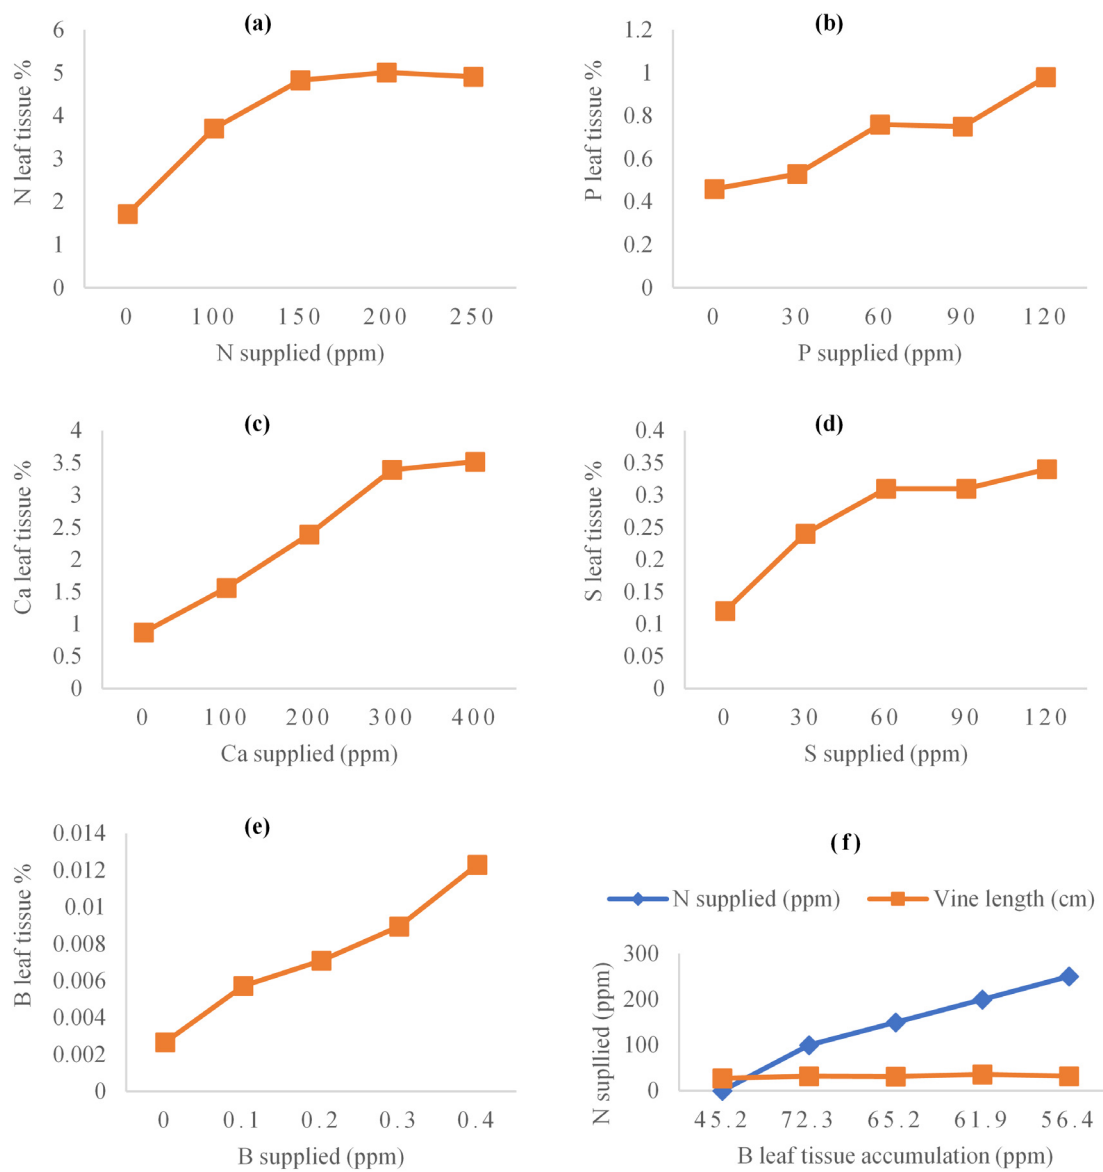 (a)
N leaf tissue %
6
5
4
3
2
1
0
0 100 150 200 250
N supplied (ppm)
(b)
P leaf tissue %
1.2
1
0.8
0.6
0.4
0.2
0
0 30 60 90 120
P supplied (ppm)
(c)
Ca leaf tissue %
4
3.5
3
2.5
2
1.5
1
0.5
0
0 100 200 300 400
Ca supplied (ppm)
(d)
S leaf tissue %
0.4
0.35
0.3
0.25
0.2
0.15
0.1
0.05
0
0 30 60 90 120
S supplied (ppm)
(e)
B leaf tissue %
0.014
0.012
0.01
0.008
0.006
0.004
0.002
0
0 0.1 0.2 0.3 0.4
B supplied (ppm)
(f)
N supplied (ppm) Vine length (cm)
N supllied (ppm)
300
200
100
0
45.2 72.3 65.2 61.9 56.4
B leaf tissue accumulation (ppm)